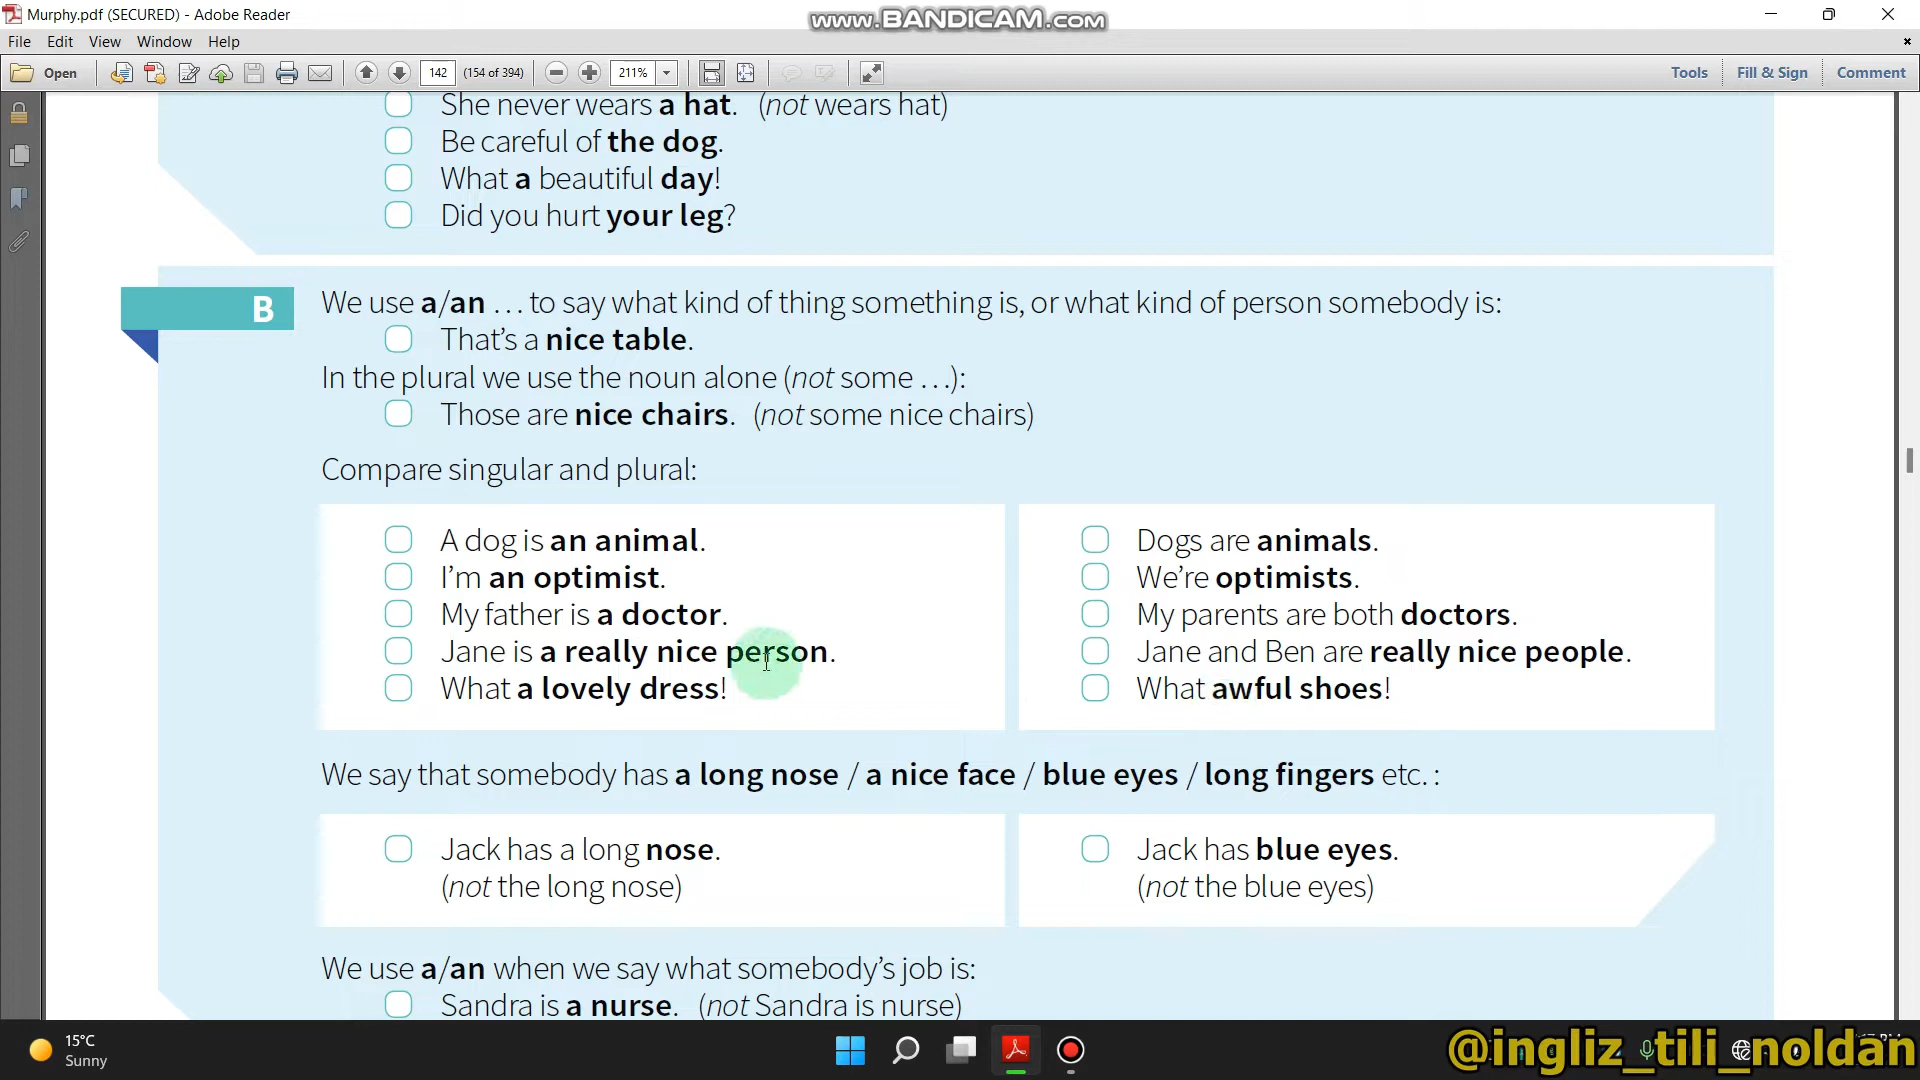 Murphy.pdf (SECURED) - Adobe Reader
www.BANDICAM.com
File Edit View Window Help
Open 142 (154 of 394) 211% Tools Fill & Sign Comment
She never wears a hat. (not wears hat)
Be careful of the dog.
What a beautiful day!
Did you hurt your leg?
B
We use a/an … to say what kind of thing something is, or what kind of person somebody is:
That's a nice table.
In the plural we use the noun alone (not some …):
Those are nice chairs. (not some nice chairs)
Compare singular and plural:
A dog is an animal.
I'm an optimist.
My father is a doctor.
Jane is a really nice person.
What a lovely dress!
Dogs are animals.
We're optimists.
My parents are both doctors.
Jane and Ben are really nice people.
What awful shoes!
We say that somebody has a long nose / a nice face / blue eyes / long fingers etc. :
Jack has a long nose.
(not the long nose)
Jack has blue eyes.
(not the blue eyes)
We use a/an when we say what somebody's job is:
Sandra is a nurse. (not Sandra is nurse)
15°C
Sunny
@ingliz_tili_noldan